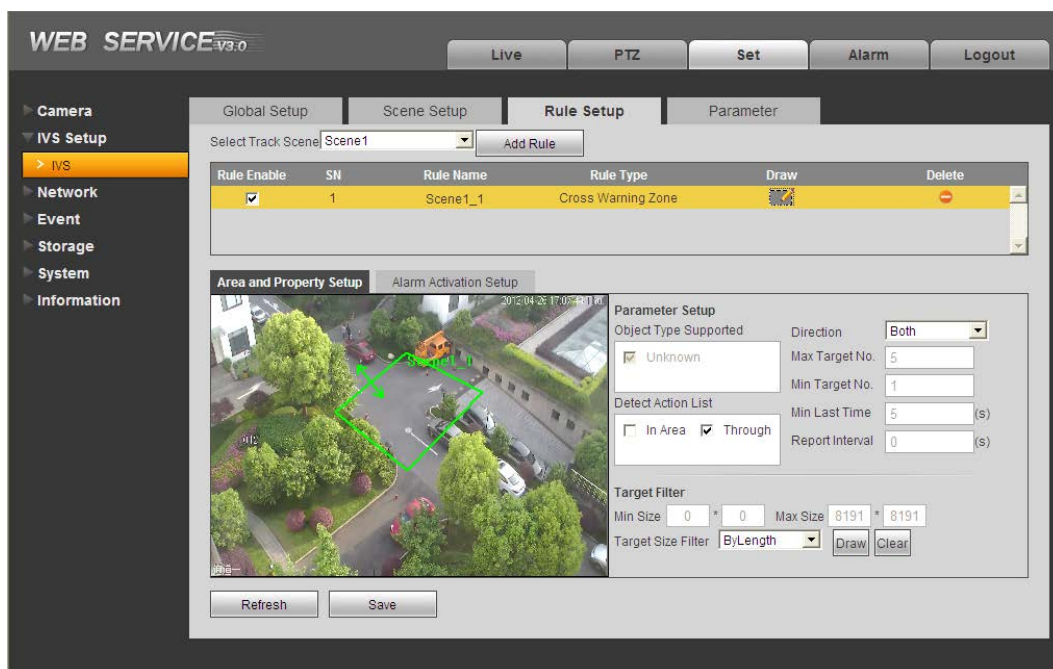 WEB SERVICE V3.0
Live PTZ Set Alarm Logout
Camera
IVS Setup
> IVS
Network
Event
Storage
System
Information
Global Setup Scene Setup Rule Setup Parameter
Select Track Scene Scene1 Add Rule
Rule Enable SN Rule Name Rule Type Draw Delete
1 Scene1_1 Cross Warning Zone
Area and Property Setup Alarm Activation Setup
Scene1_1
Parameter Setup
Object Type Supported
Unknown
Detect Action List
In Area Through
Direction Both
Max Target No. 5
Min Target No. 1
Min Last Time 5 (s)
Report Interval 0 (s)
Target Filter
Min Size 0 * 0 Max Size 8191 * 8191
Target Size Filter ByLength Draw Clear
Refresh Save